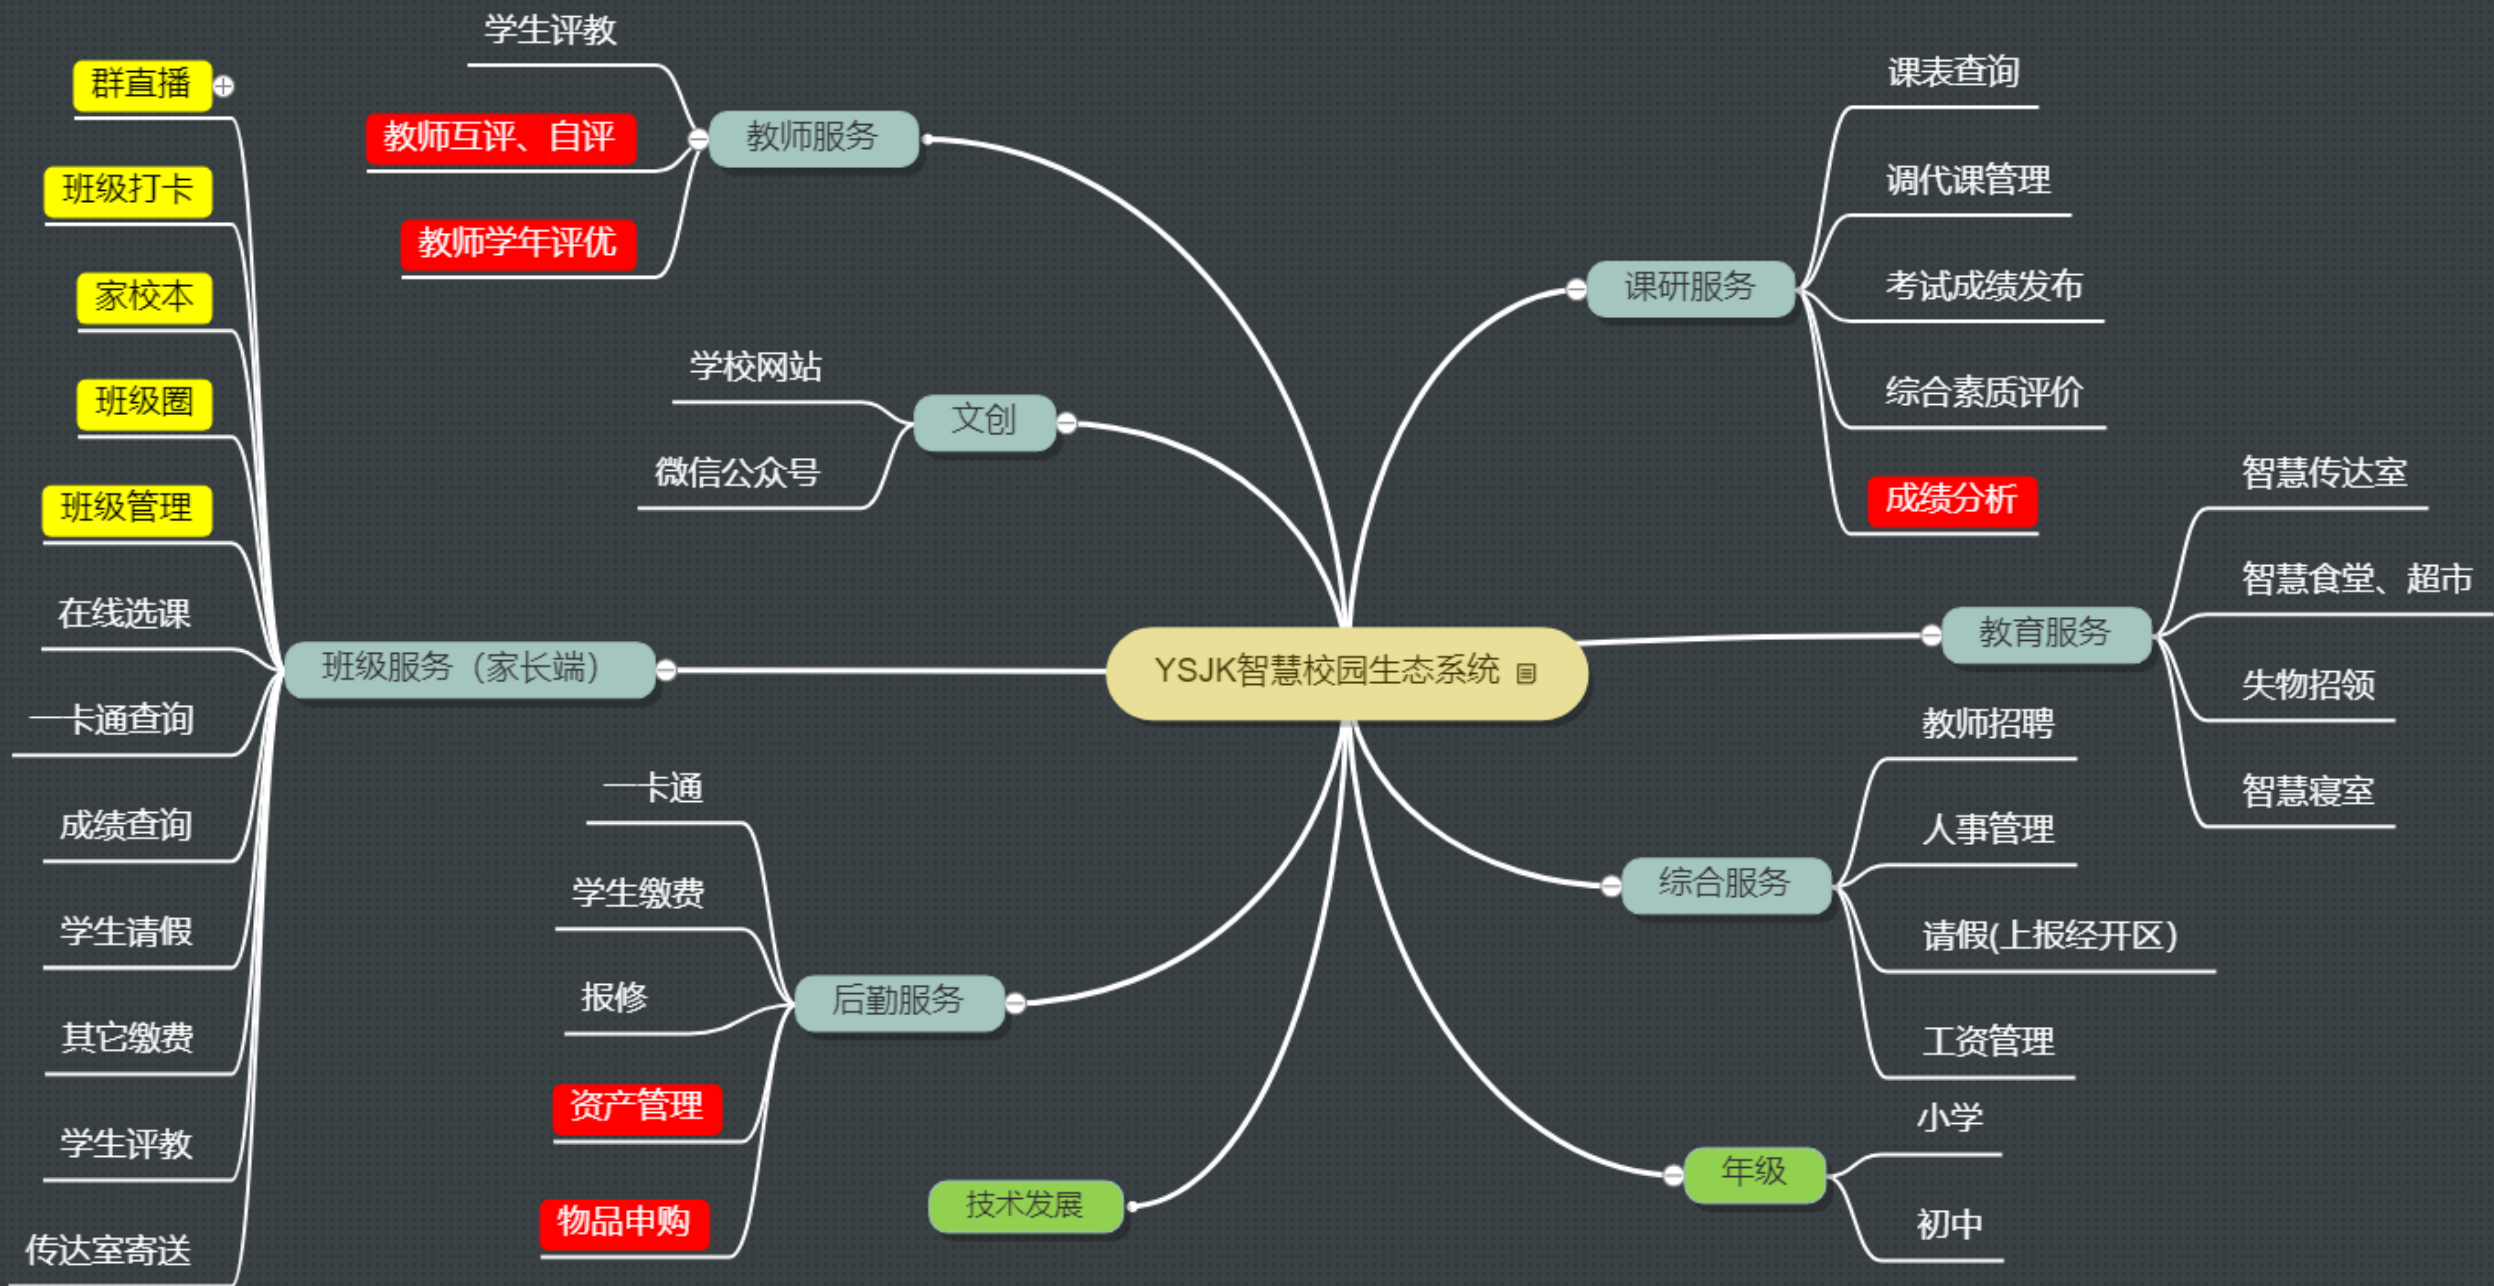 YSJK智慧校园生态系统
教师服务
学生评教
教师互评、自评
教师学年评优
文创
学校网站
微信公众号
班级服务（家长端）
群直播
班级打卡
家校本
班级圈
班级管理
在线选课
一卡通查询
成绩查询
学生请假
其它缴费
学生评教
传达室寄送
后勤服务
一卡通
学生缴费
报修
资产管理
物品申购
技术发展
课研服务
课表查询
调代课管理
考试成绩发布
综合素质评价
成绩分析
教育服务
智慧传达室
智慧食堂、超市
失物招领
智慧寝室
综合服务
教师招聘
人事管理
请假(上报经开区）
工资管理
年级
小学
初中